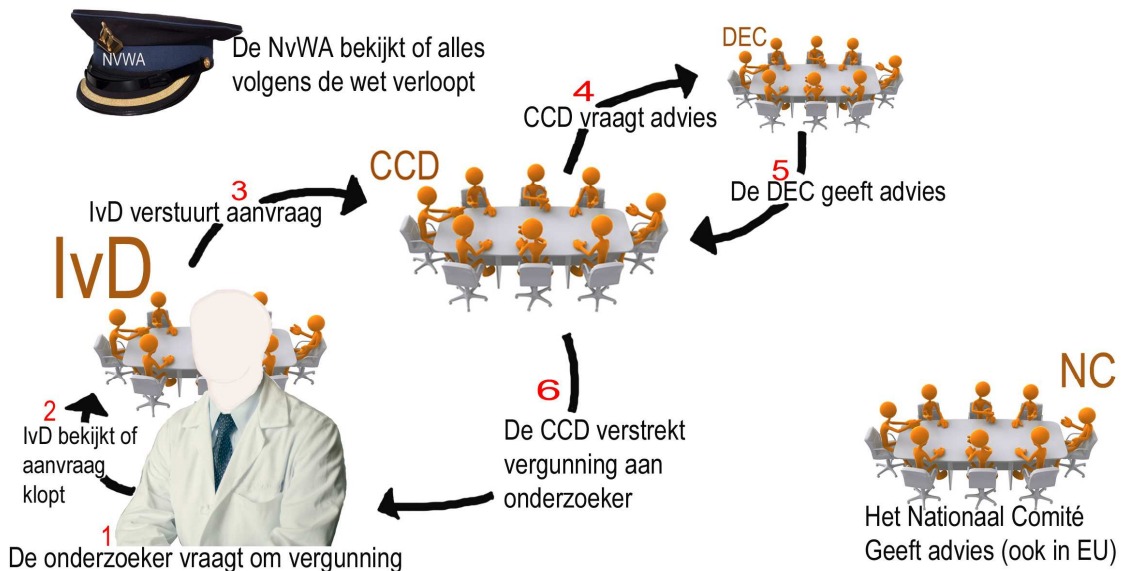 NVWA
De NvWA bekijkt of alles
volgens de wet verloopt
DEC
4
CCD vraagt advies
5
De DEC geeft advies
CCD
3
IvD verstuurt aanvraag
IvD
2
IvD bekijkt of
aanvraag
klopt
1
De onderzoeker vraagt om vergunning
6
De CCD verstrekt
vergunning aan
onderzoeker
NC
Het Nationaal Comité
Geeft advies (ook in EU)